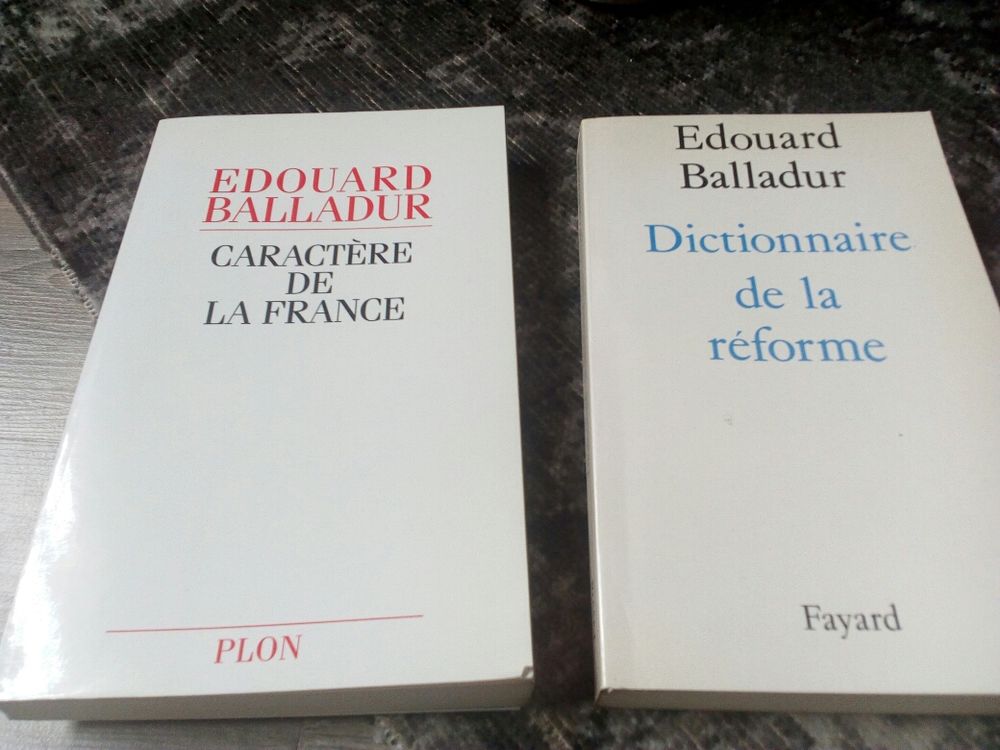 EDOUARD
BALLADUR
CARACTÈRE
DE
LA FRANCE
PLON
Edouard
Balladur
Dictionnaire
de la
réforme
Fayard